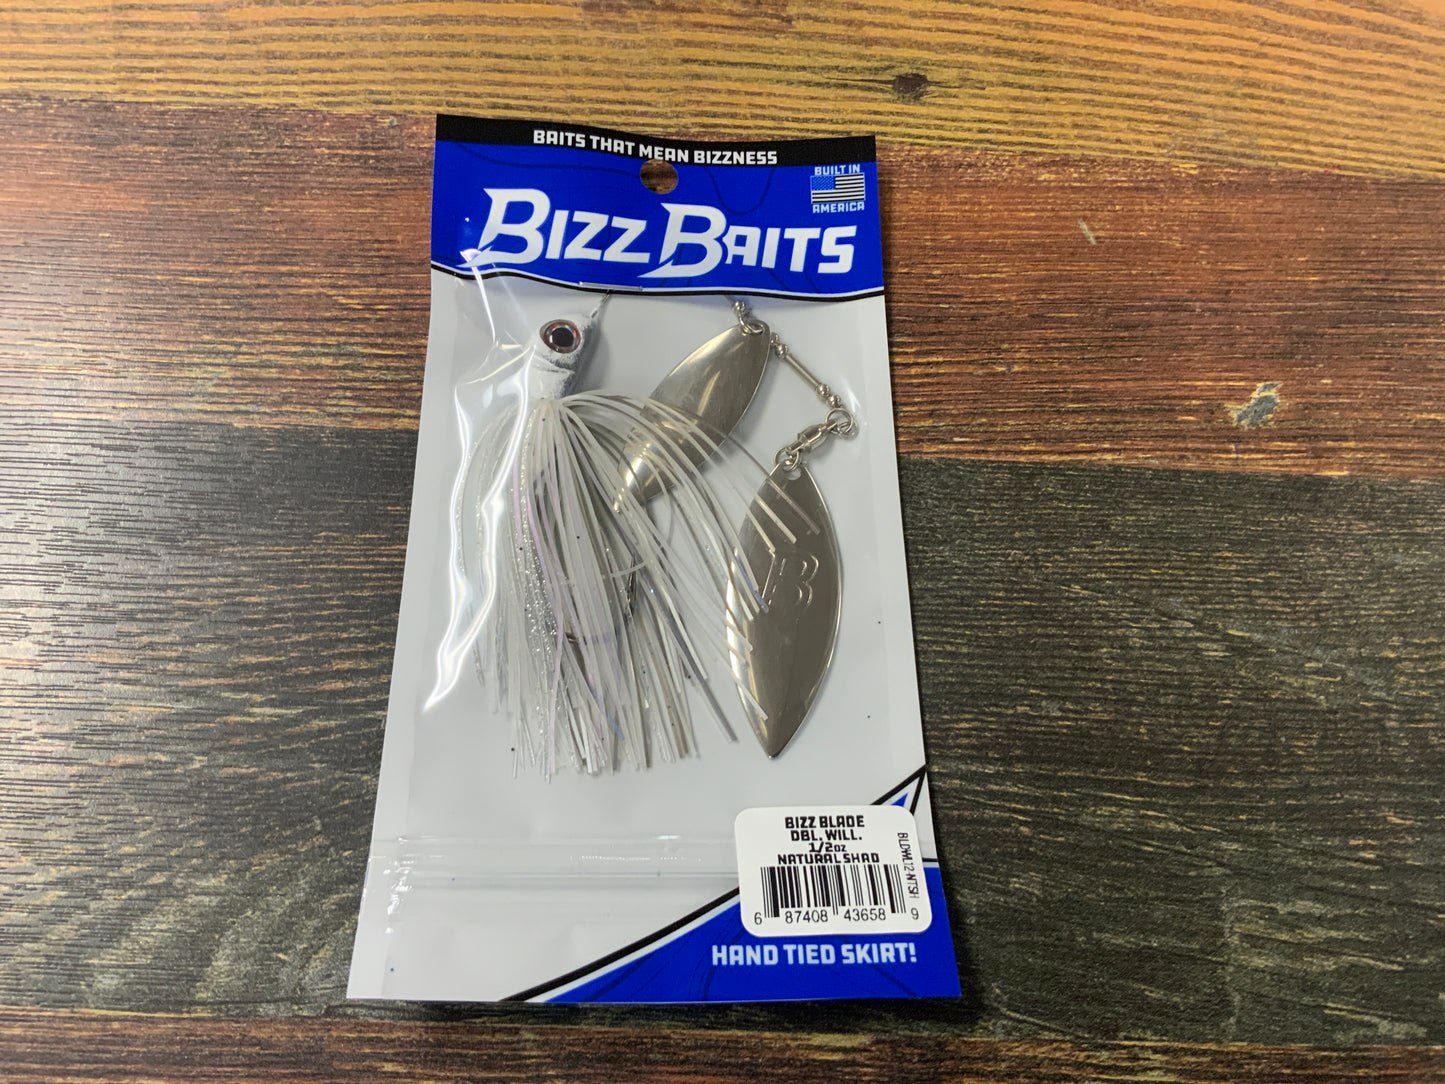 BAITS THAT MEAN BIZZNESS
BUILT IN
AMERICA
BIZZ BAITS
B
BIZZ BLADE
DBL. WILL.
1/2oz
NATURAL SHAD
6 87408 43658 9
HAND TIED SKIRT!